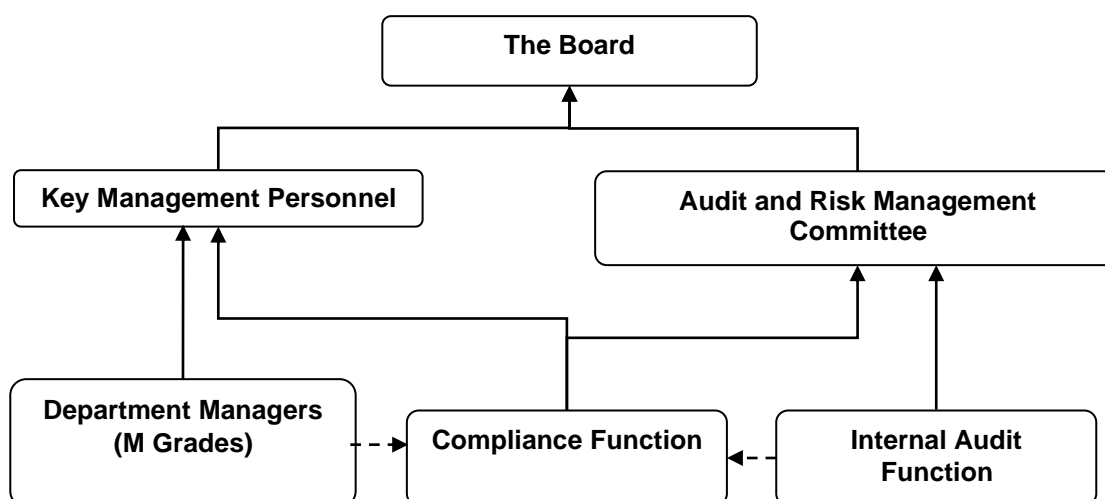 The Board
Key Management Personnel
Audit and Risk Management
Committee
Department Managers
(M Grades)
Compliance Function
Internal Audit
Function